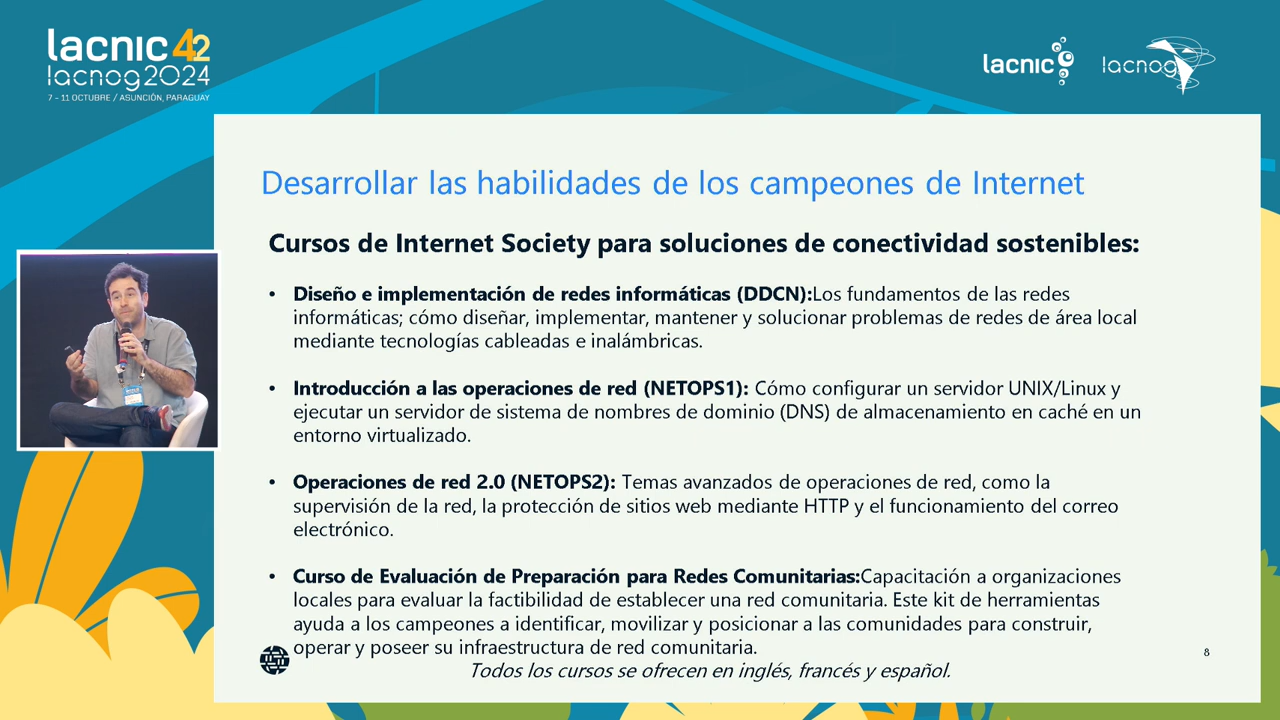 lacnic 42
lacnog2024
7 - 11 OCTUBRE / ASUNCIÓN, PARAGUAY
lacnic
lacnog
Desarrollar las habilidades de los campeones de Internet
Cursos de Internet Society para soluciones de conectividad sostenibles:
• Diseño e implementación de redes informáticas (DDCN):Los fundamentos de las redes
informáticas; cómo diseñar, implementar, mantener y solucionar problemas de redes de área local
mediante tecnologías cableadas e inalámbricas.
• Introducción a las operaciones de red (NETOPS1): Cómo configurar un servidor UNIX/Linux y
ejecutar un servidor de sistema de nombres de dominio (DNS) de almacenamiento en caché en un
entorno virtualizado.
• Operaciones de red 2.0 (NETOPS2): Temas avanzados de operaciones de red, como la
supervisión de la red, la protección de sitios web mediante HTTP y el funcionamiento del correo
electrónico.
• Curso de Evaluación de Preparación para Redes Comunitarias:Capacitación a organizaciones
locales para evaluar la factibilidad de establecer una red comunitaria. Este kit de herramientas
ayuda a los campeones a identificar, movilizar y posicionar a las comunidades para construir,
operar y poseer su infraestructura de red comunitaria.
8
Todos los cursos se ofrecen en inglés, francés y español.